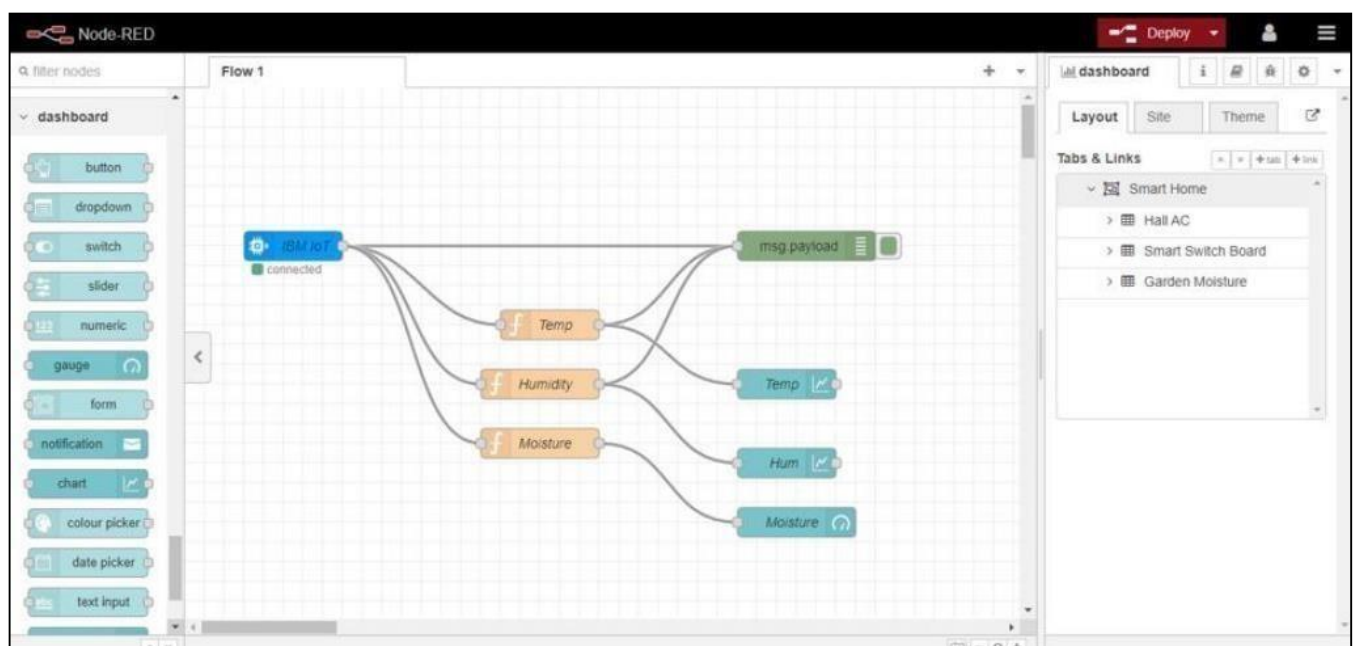 Node-RED
Deploy
filter nodes
Flow 1
dashboard
i
dashboard
button
dropdown
switch
slider
numeric
gauge
form
notification
chart
colour picker
date picker
text input
IBM IoT
connected
msg.payload
f Temp
f Humidity
f Moisture
Temp
Hum
Moisture
Layout Site Theme
Tabs & Links
+ tab + link
Smart Home
Hall AC
Smart Switch Board
Garden Moisture